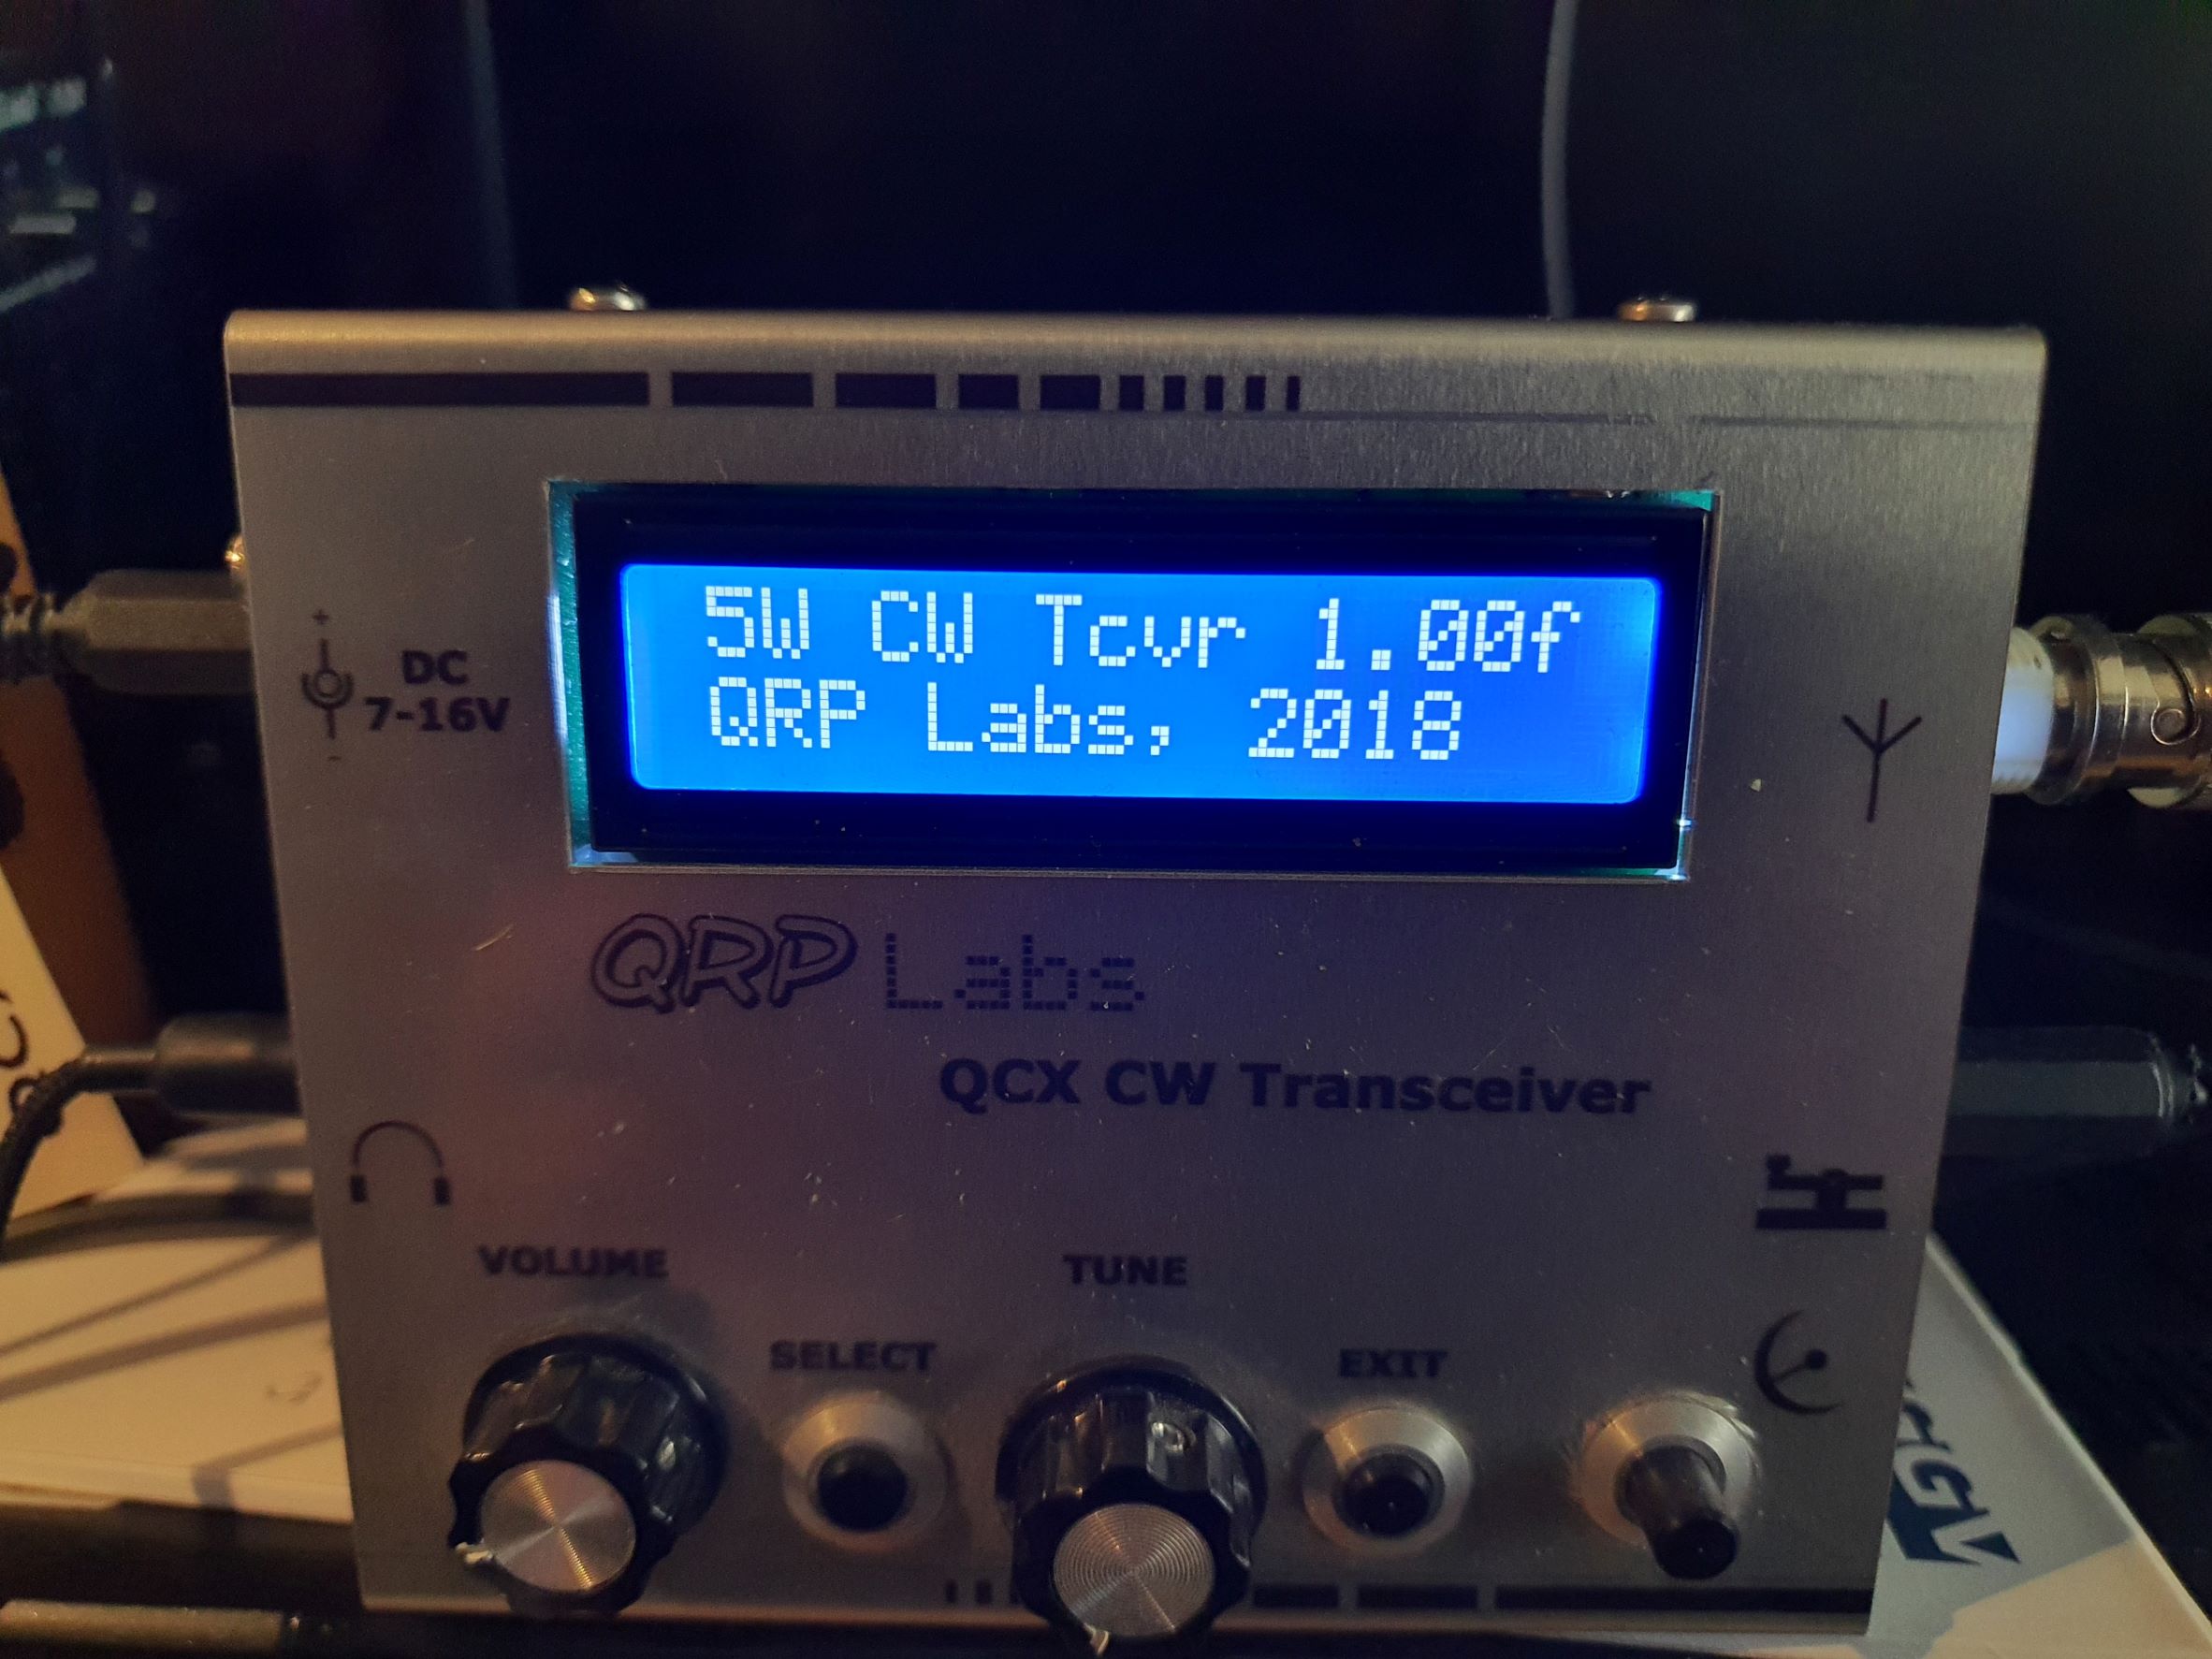 5W CW Tcvr 1.00f
QRP Labs, 2018
DC
7-16V
QRP Labs
QCX CW Transceiver
VOLUME
TUNE
SELECT
EXIT